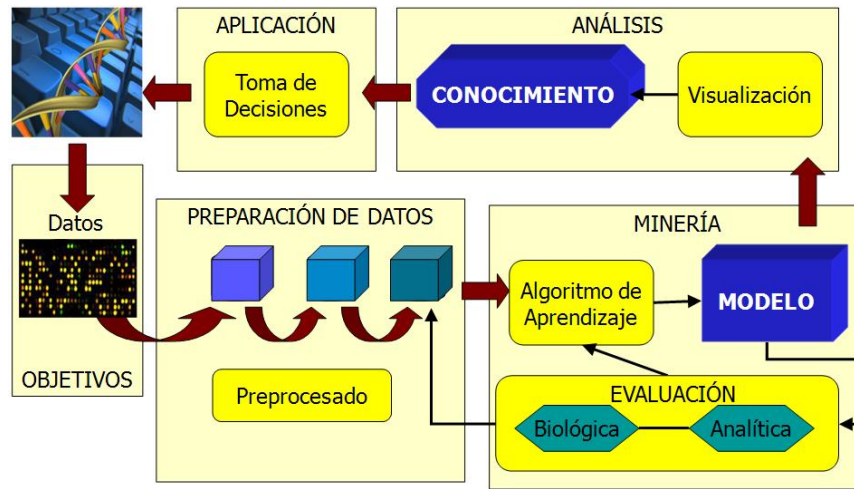 APLICACIÓN
Toma de
Decisiones
ANÁLISIS
CONOCIMIENTO
Visualización
Datos
OBJETIVOS
PREPARACIÓN DE DATOS
Preprocesado
MINERÍA
Algoritmo de
Aprendizaje
MODELO
EVALUACIÓN
Biológica
Analítica